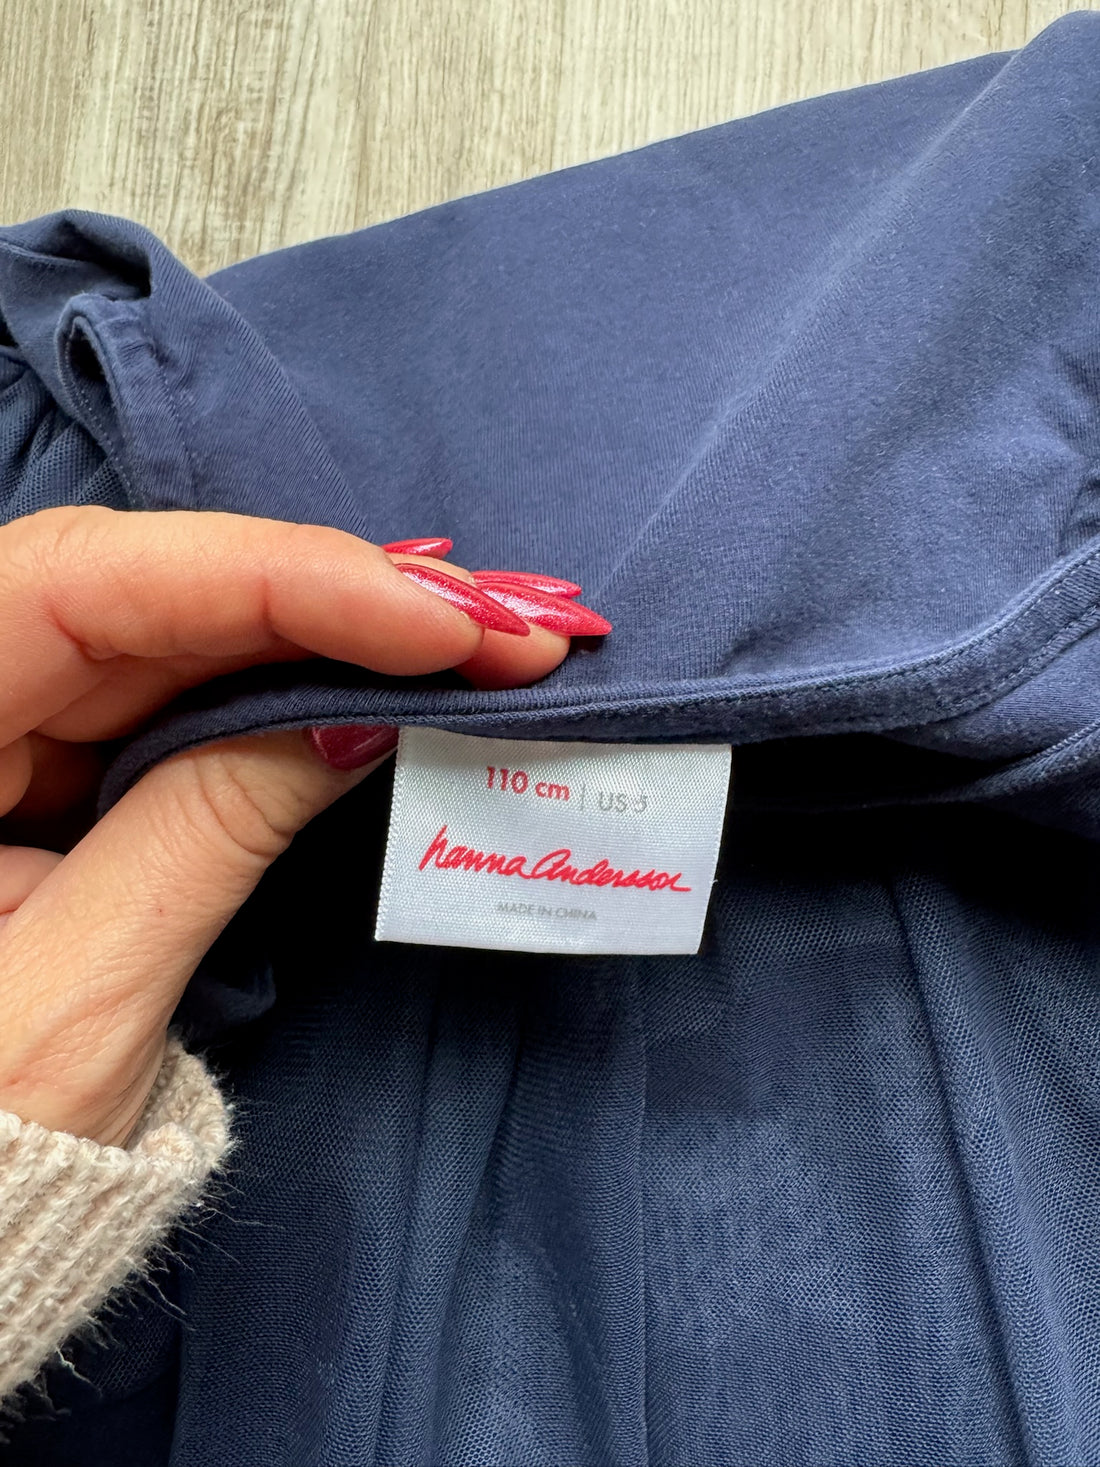 110 cm | US 5
hanna Andersson
MADE IN CHINA